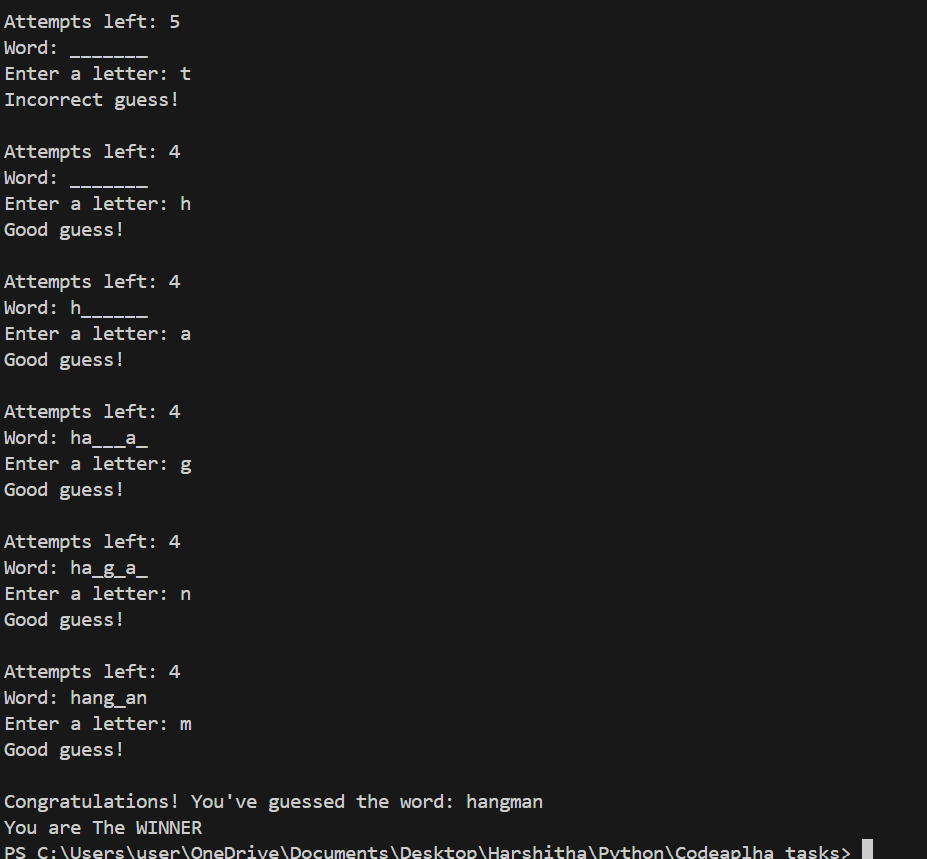 Attempts left: 5
Word: _______
Enter a letter: t
Incorrect guess!
Attempts left: 4
Word: _______
Enter a letter: h
Good guess!
Attempts left: 4
Word: h______
Enter a letter: a
Good guess!
Attempts left: 4
Word: ha___a_
Enter a letter: g
Good guess!
Attempts left: 4
Word: ha_g_a_
Enter a letter: n
Good guess!
Attempts left: 4
Word: hang_an
Enter a letter: m
Good guess!
Congratulations! You've guessed the word: hangman
You are The WINNER
PS C:\Users\user\OneDrive\Documents\Desktop\Harshitha\Python\Codeaplha tasks>